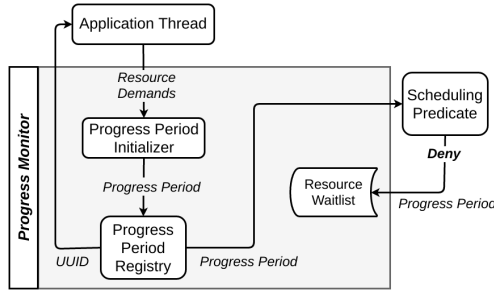 Application Thread
Resource
Demands
Progress Monitor
Progress Period
Initializer
Scheduling
Predicate
Deny
Progress Period
Resource
Waitlist
Progress Period
Progress
Period
Registry
UUID
Progress Period